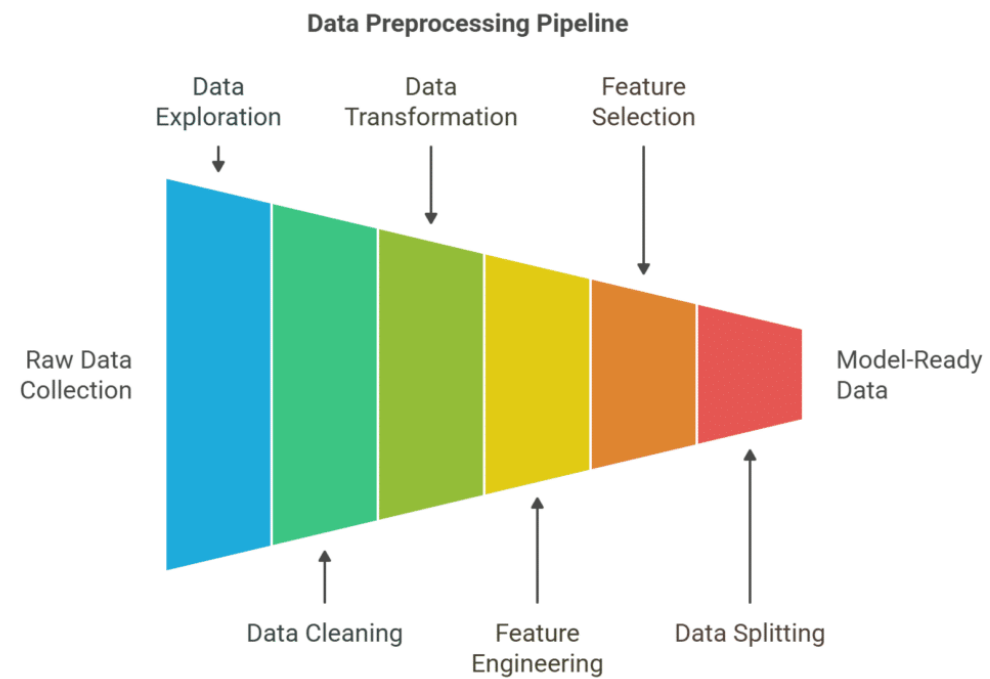 Data Preprocessing Pipeline
Data
Exploration
Data
Transformation
Feature
Selection
Raw Data
Collection
Model-Ready
Data
Data Cleaning
Feature
Engineering
Data Splitting